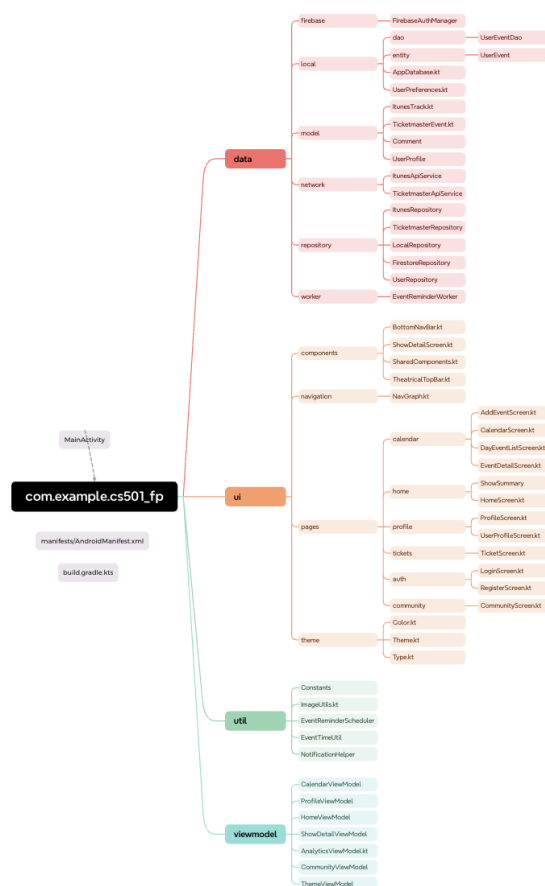 firebase
FirebaseAuthManager
local
dao
UserEventDao
entity
UserEvent
AppDatabase.kt
UserPreferences.kt
model
ItunesTrack.kt
TicketmasterEvent.kt
Comment
UserProfile
data
network
ItunesApiService
TicketmasterApiService
repository
ItunesRepository
TicketmasterRepository
LocalRepository
FirestoreRepository
UserRepository
worker
EventReminderWorker
components
BottomNavBar.kt
ShowDetailScreen.kt
SharedComponents.kt
TheatricalTopBar.kt
navigation
NavGraph.kt
MainActivity
com.example.cs501_fp
manifests/AndroidManifest.xml
build.gradle.kts
ui
pages
calendar
AddEventScreen.kt
CalendarScreen.kt
DayEventListScreen.kt
EventDetailScreen.kt
home
ShowSummary
HomeScreen.kt
profile
ProfileScreen.kt
UserProfileScreen.kt
tickets
TicketScreen.kt
auth
LoginScreen.kt
RegisterScreen.kt
community
CommunityScreen.kt
theme
Color.kt
Theme.kt
Type.kt
util
Constants
ImageUtils.kt
EventReminderScheduler
EventTimeUtil
NotificationHelper
viewmodel
CalendarViewModel
ProfileViewModel
HomeViewModel
ShowDetailViewModel
AnalyticsViewModel.kt
CommunityViewModel
ThemeViewModel